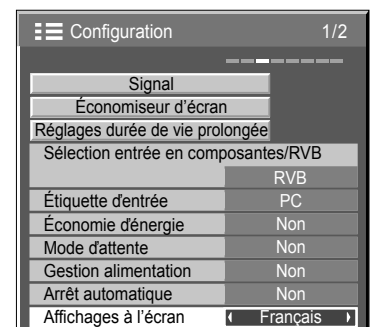 Configuration 1/2
Signal
Économiseur d'écran
Réglages durée de vie prolongée
Sélection entrée en composantes/RVB
RVB
Étiquette d'entrée PC
Économie d'énergie Non
Mode d'attente Non
Gestion alimentation Non
Arrêt automatique Non
Affichages à l'écran Français